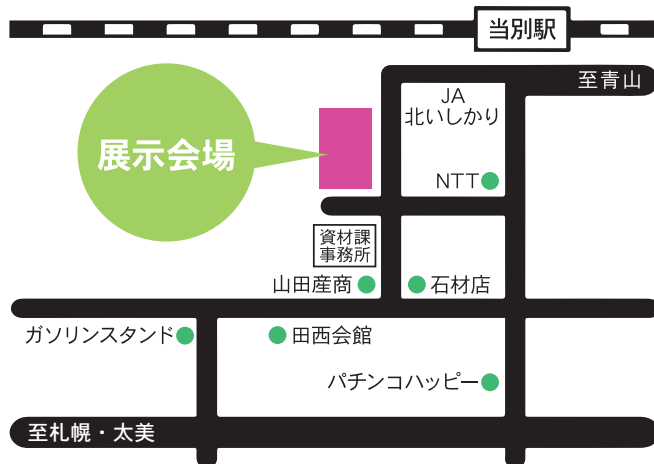 当別駅
至青山
JA
北いしかり
展示会場
NTT
資材課
事務所
山田産商
石材店
ガソリンスタンド
田西会館
パチンコハッピー
至札幌・太美